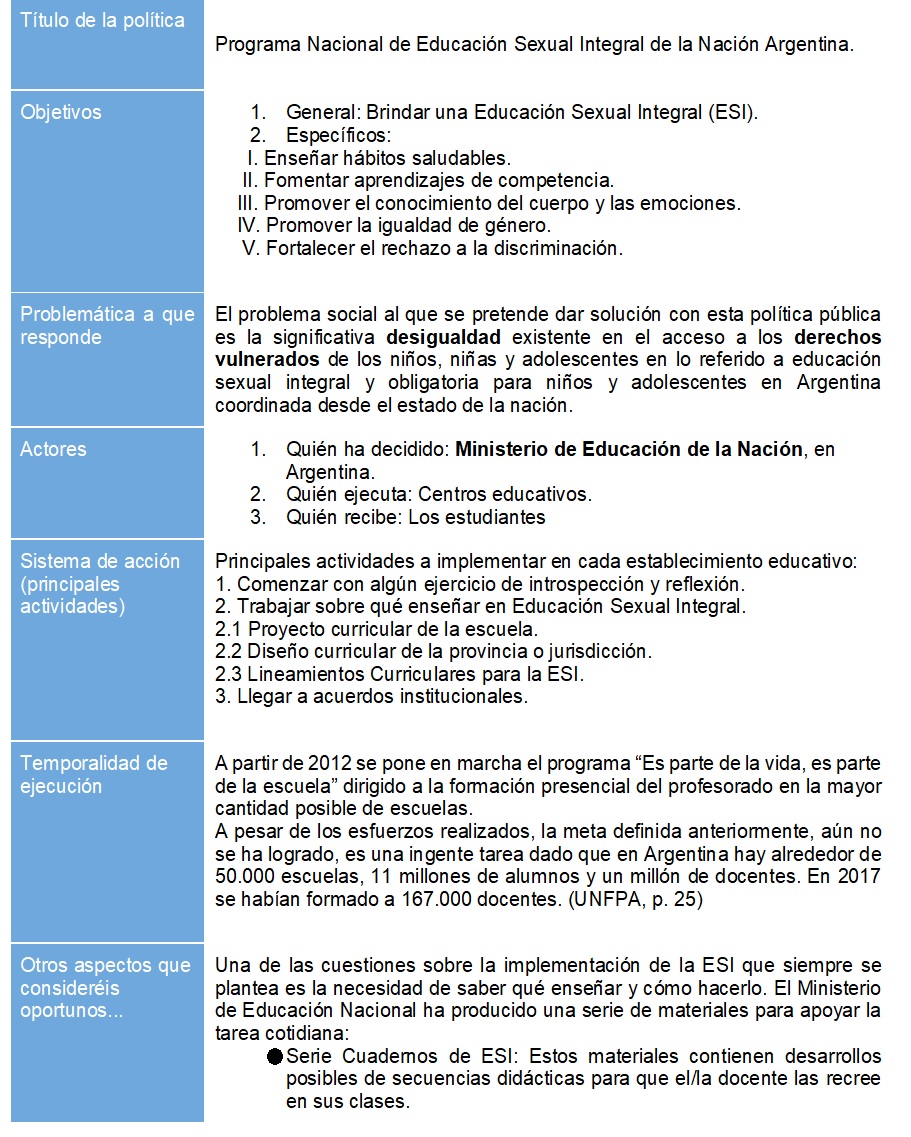 Título de la política
Programa Nacional de Educación Sexual Integral de la Nación Argentina.
Objetivos
1. General: Brindar una Educación Sexual Integral (ESI).
2. Específicos:
I. Enseñar hábitos saludables.
II. Fomentar aprendizajes de competencia.
III. Promover el conocimiento del cuerpo y las emociones.
IV. Promover la igualdad de género.
V. Fortalecer el rechazo a la discriminación.
Problemática a que
responde
El problema social al que se pretende dar solución con esta política pública
es la significativa desigualdad existente en el acceso a los derechos
vulnerados de los niños, niñas y adolescentes en lo referido a educación
sexual integral y obligatoria para niños y adolescentes en Argentina
coordinada desde el estado de la nación.
Actores
1. Quién ha decidido: Ministerio de Educación de la Nación, en
Argentina.
2. Quién ejecuta: Centros educativos.
3. Quién recibe: Los estudiantes
Sistema de acción
(principales
actividades)
Principales actividades a implementar en cada establecimiento educativo:
1. Comenzar con algún ejercicio de introspección y reflexión.
2. Trabajar sobre qué enseñar en Educación Sexual Integral.
2.1 Proyecto curricular de la escuela.
2.2 Diseño curricular de la provincia o jurisdicción.
2.3 Lineamientos Curriculares para la ESI.
3. Llegar a acuerdos institucionales.
Temporalidad de
ejecución
A partir de 2012 se pone en marcha el programa “Es parte de la vida, es parte
de la escuela” dirigido a la formación presencial del profesorado en la mayor
cantidad posible de escuelas.
A pesar de los esfuerzos realizados, la meta definida anteriormente, aún no
se ha logrado, es una ingente tarea dado que en Argentina hay alrededor de
50.000 escuelas, 11 millones de alumnos y un millón de docentes. En 2017
se habían formado a 167.000 docentes. (UNFPA, p. 25)
Otros aspectos que
consideréis
oportunos...
Una de las cuestiones sobre la implementación de la ESI que siempre se
plantea es la necesidad de saber qué enseñar y cómo hacerlo. El Ministerio
de Educación Nacional ha producido una serie de materiales para apoyar la
tarea cotidiana:
● Serie Cuadernos de ESI: Estos materiales contienen desarrollos
posibles de secuencias didácticas para que el/la docente las recree
en sus clases.